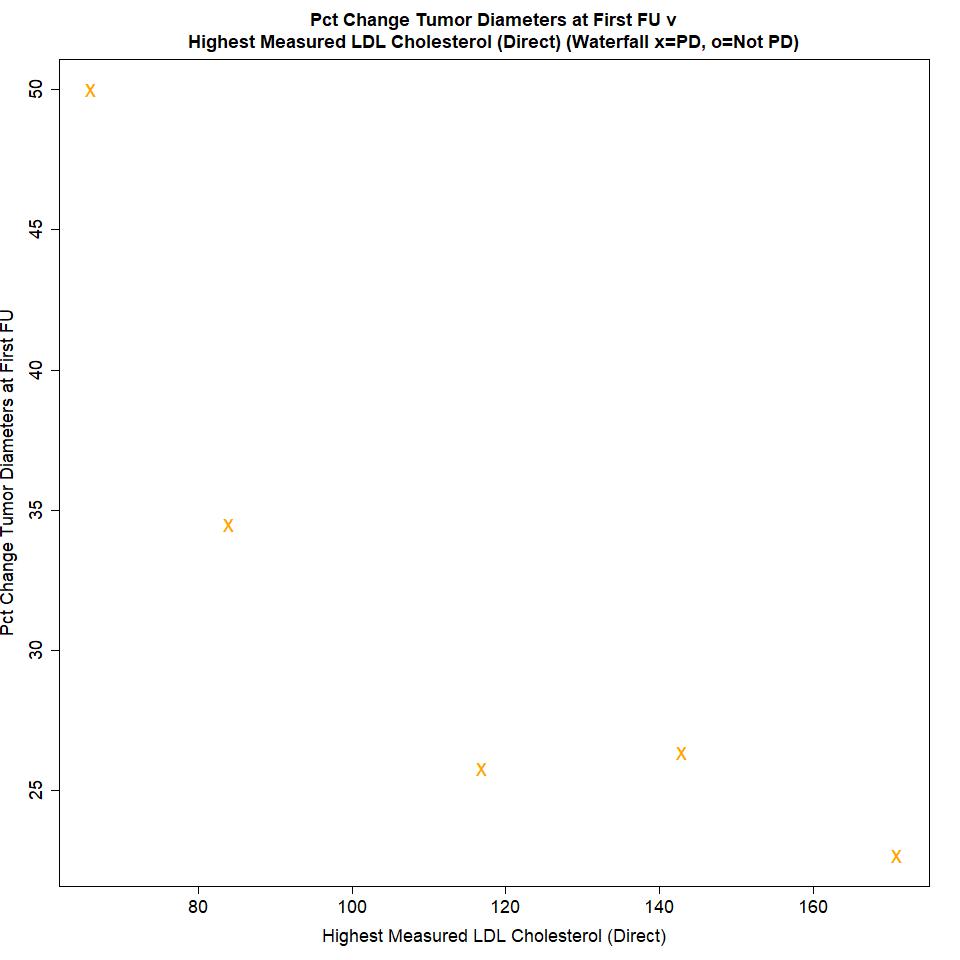 Pct Change Tumor Diameters at First FU v
Highest Measured LDL Cholesterol (Direct) (Waterfall x=PD, o=Not PD)
Pct Change Tumor Diameters at First FU
50
45
40
35
30
25
X
X
X
X
X
80
100
120
140
160
Highest Measured LDL Cholesterol (Direct)